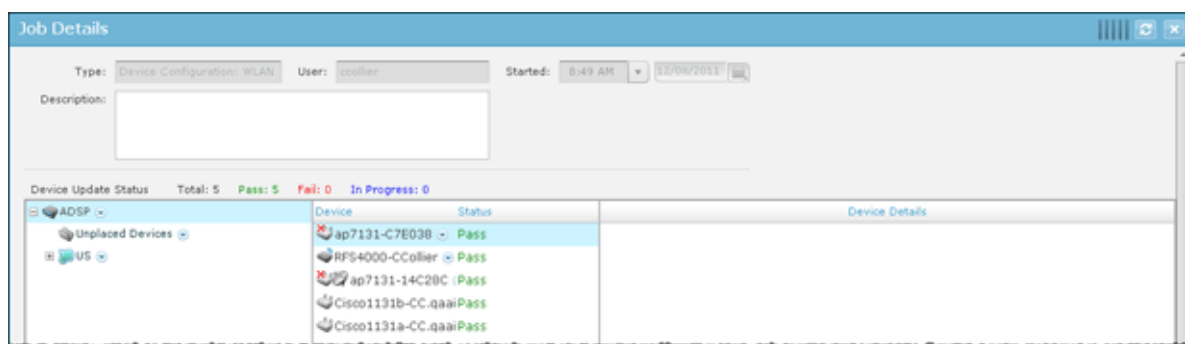 Job Details
Type: Device Configuration: WLAN User: ccollier Started: 8:49 AM 12/06/2011
Description:
Device Update Status Total: 5 Pass: 5 Fail: 0 In Progress: 0
ADSP Device Status Device Details
Unplaced Devices ap7131-C7E038 Pass
US RFS4000-CCollier Pass
ap7131-14C28C Pass
Cisco1131b-CC.qaai Pass
Cisco1131a-CC.qaai Pass